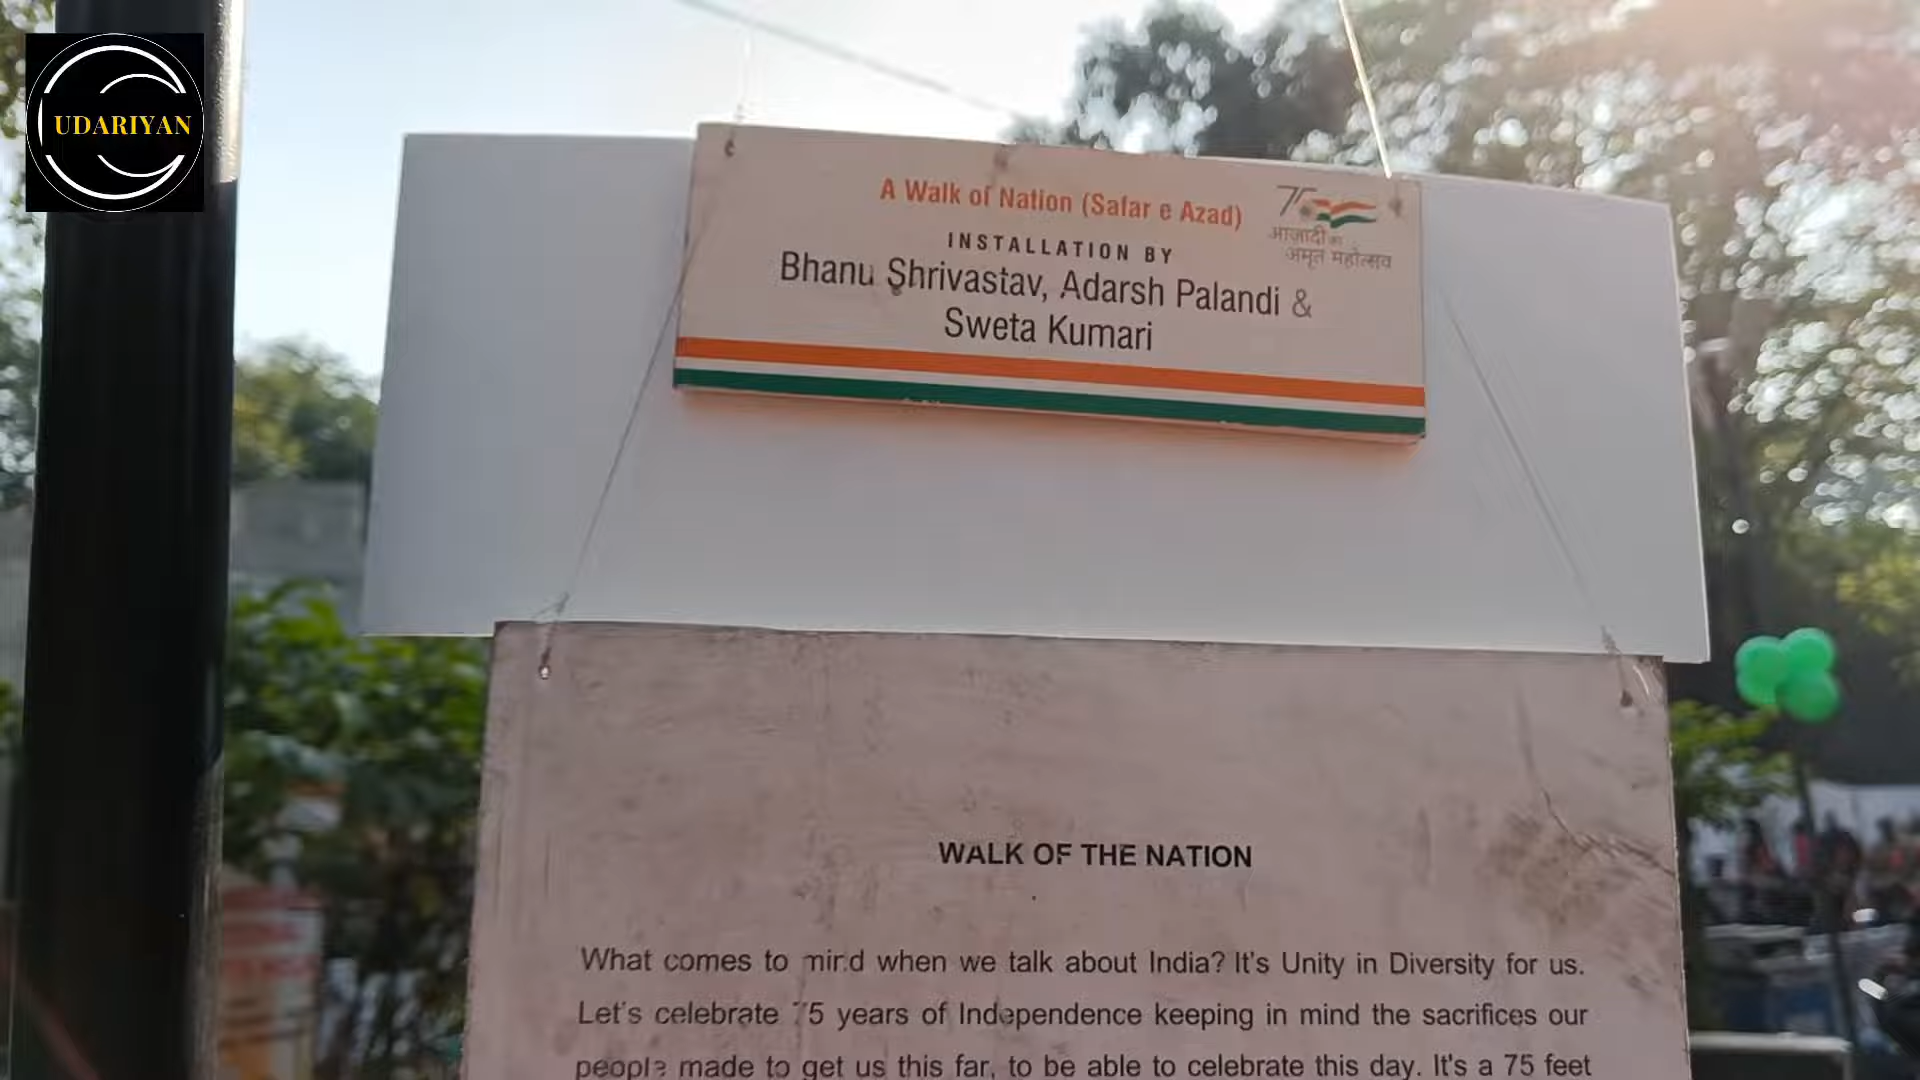 UDARIYAN
A Walk of Nation (Safar e Azad)
75
आज़ादी का
अमृत महोत्सव
INSTALLATION BY
Bhanu Shrivastav, Adarsh Palandi &
Sweta Kumari
WALK OF THE NATION
What comes to mind when we talk about India? It's Unity in Diversity for us.
Let's celebrate 75 years of Independence keeping in mind the sacrifices our
people made to get us this far, to be able to celebrate this day. It's a 75 feet